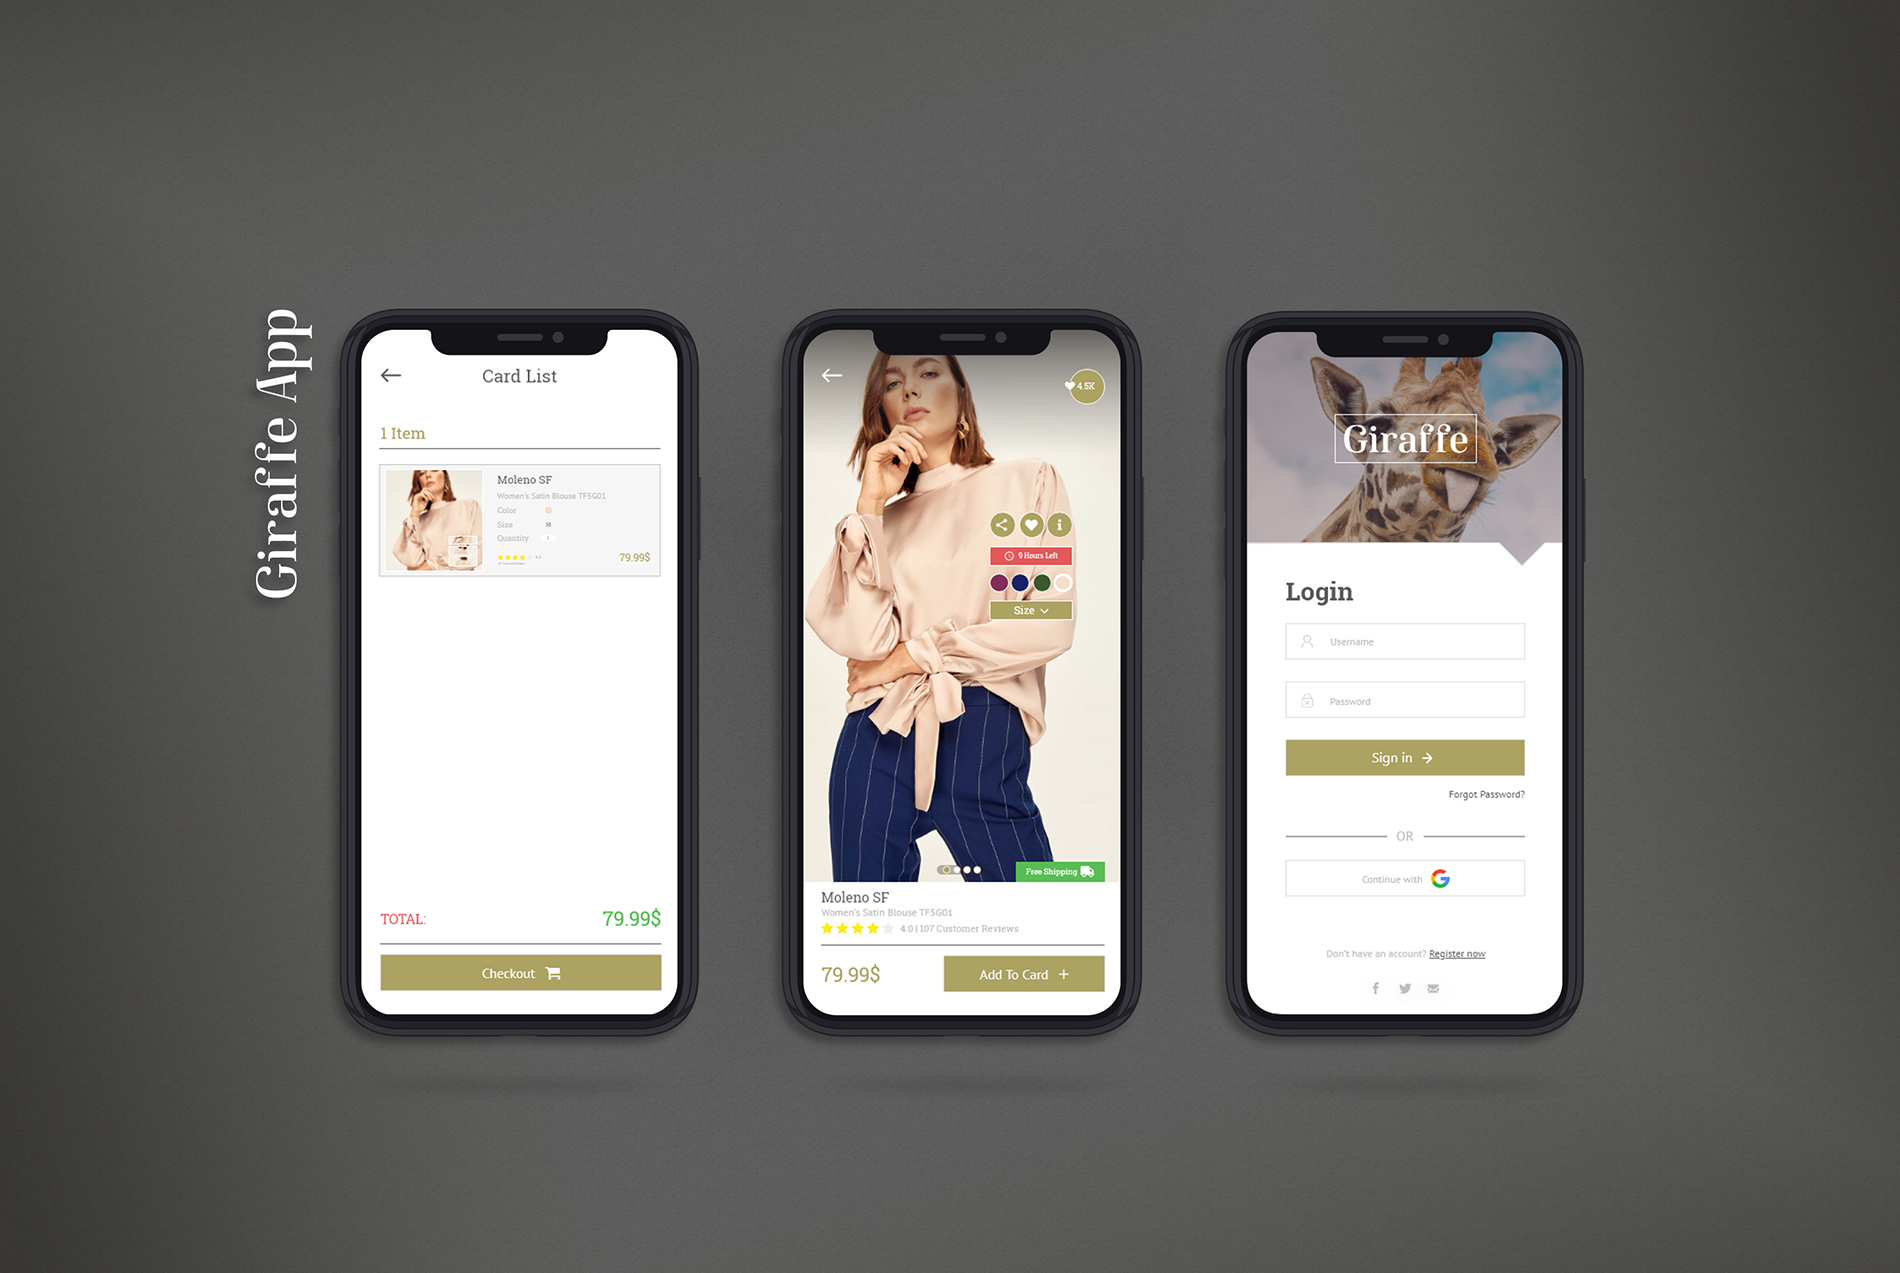 Giraffe App
Card List
1 Item
Moleno SF
Women's Satin Blouse TF5G01
Color
Size 38
Quantity 1
4.0
79.99$
TOTAL: 79.99$
Checkout
4.5K
9 Hours Left
Size
Free Shipping
Moleno SF
Women's Satin Blouse TF5G01
4.0 | 107 Customer Reviews
79.99$ Add To Card +
Giraffe
Login
Username
Password
Sign in
Forgot Password?
OR
Continue with G
Don't have an account? Register now